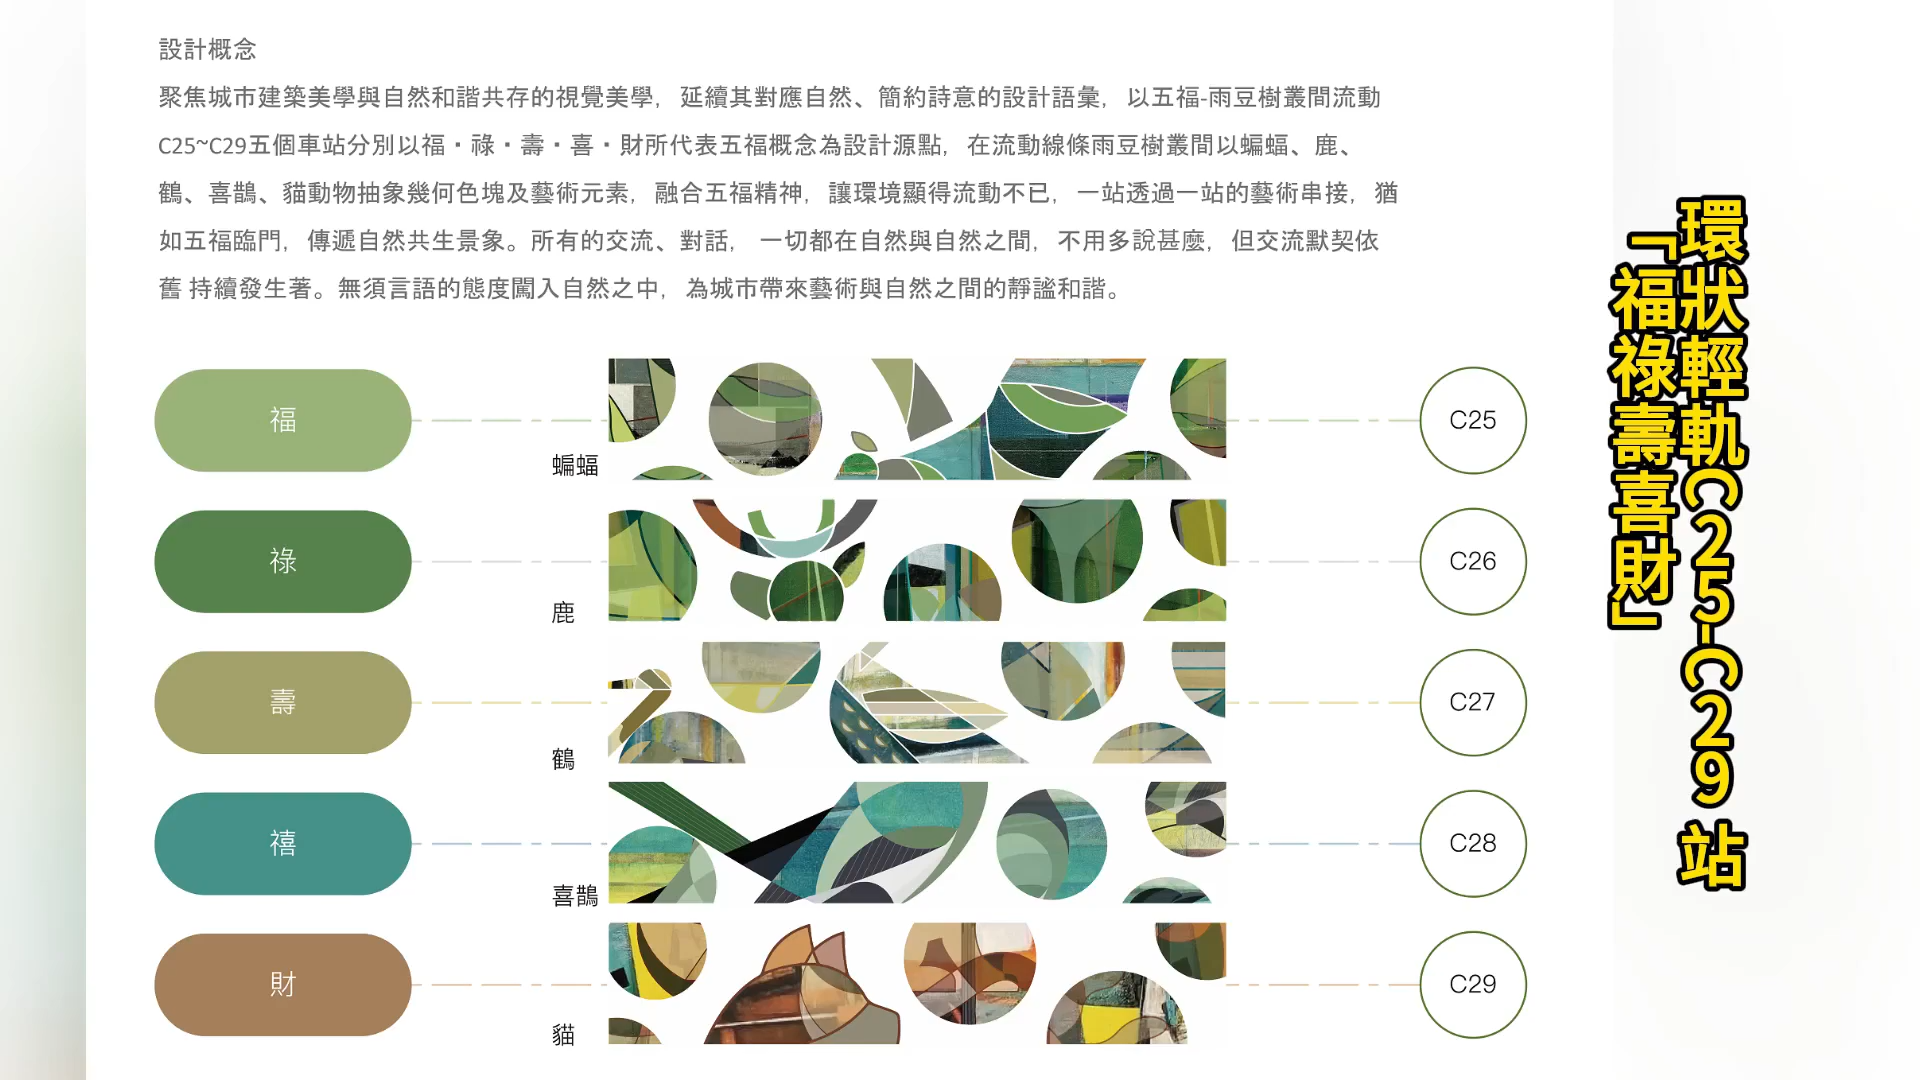 設計概念
聚焦城市建築美學與自然和諧共存的視覺美學，延續其對應自然、簡約詩意的設計語彙，以五福-雨豆樹叢間流動
C25~C29五個車站分別以福・祿・壽・喜・財所代表五福概念為設計源點，在流動線條雨豆樹叢間以蝙蝠、鹿、
鶴、喜鵲、貓動物抽象幾何色塊及藝術元素，融合五福精神，讓環境顯得流動不已，一站透過一站的藝術串接，猶
如五福臨門，傳遞自然共生景象。所有的交流、對話，一切都在自然與自然之間，不用多說甚麼，但交流默契依
舊 持續發生著。無須言語的態度闖入自然之中，為城市帶來藝術與自然之間的靜謐和諧。
福
蝙蝠
C25
祿
鹿
C26
壽
鶴
C27
禧
喜鵲
C28
財
貓
C29
環狀輕軌C25-C29 站
「福祿壽喜財」